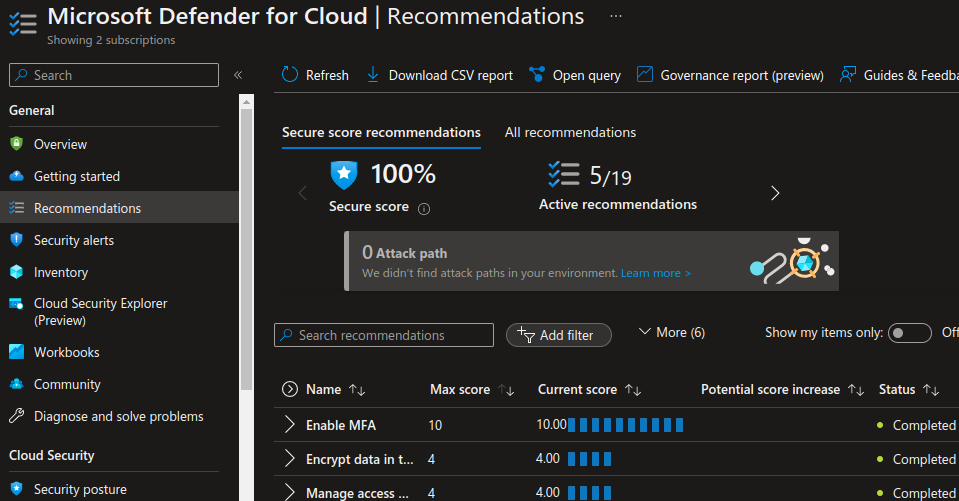 Microsoft Defender for Cloud | Recommendations ...
Showing 2 subscriptions
Search
«
Refresh
Download CSV report
Open query
Governance report (preview)
Guides & Feedba
General
Overview
Getting started
Recommendations
Security alerts
Inventory
Cloud Security Explorer
(Preview)
Workbooks
Community
Diagnose and solve problems
Cloud Security
Security posture
Secure score recommendations
All recommendations
100%
Secure score
5/19
Active recommendations
0 Attack path
We didn't find attack paths in your environment. Learn more >
Search recommendations
Add filter
More (6)
Show my items only:
Off
Name Max score Current score Potential score increase Status
Enable MFA 10 10.00 Completed
Encrypt data in t... 4 4.00 Completed
Manage access ... 4 4.00 Completed